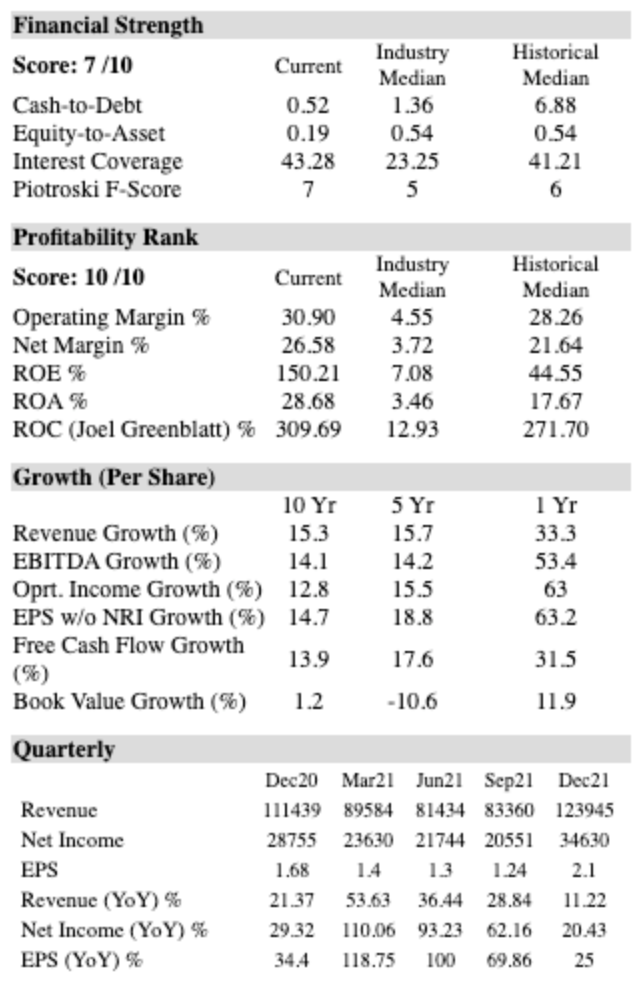 Financial Strength
Score: 7 /10 Current Industry Median Historical Median
Cash-to-Debt 0.52 1.36 6.88
Equity-to-Asset 0.19 0.54 0.54
Interest Coverage 43.28 23.25 41.21
Piotroski F-Score 7 5 6
Profitability Rank
Score: 10 /10 Current Industry Median Historical Median
Operating Margin % 30.90 4.55 28.26
Net Margin % 26.58 3.72 21.64
ROE % 150.21 7.08 44.55
ROA % 28.68 3.46 17.67
ROC (Joel Greenblatt) % 309.69 12.93 271.70
Growth (Per Share)
10 Yr 5 Yr 1 Yr
Revenue Growth (%) 15.3 15.7 33.3
EBITDA Growth (%) 14.1 14.2 53.4
Oprt. Income Growth (%) 12.8 15.5 63
EPS w/o NRI Growth (%) 14.7 18.8 63.2
Free Cash Flow Growth (%) 13.9 17.6 31.5
Book Value Growth (%) 1.2 -10.6 11.9
Quarterly
Dec20 Mar21 Jun21 Sep21 Dec21
Revenue 111439 89584 81434 83360 123945
Net Income 28755 23630 21744 20551 34630
EPS 1.68 1.4 1.3 1.24 2.1
Revenue (YoY) % 21.37 53.63 36.44 28.84 11.22
Net Income (YoY) % 29.32 110.06 93.23 62.16 20.43
EPS (YoY) % 34.4 118.75 100 69.86 25